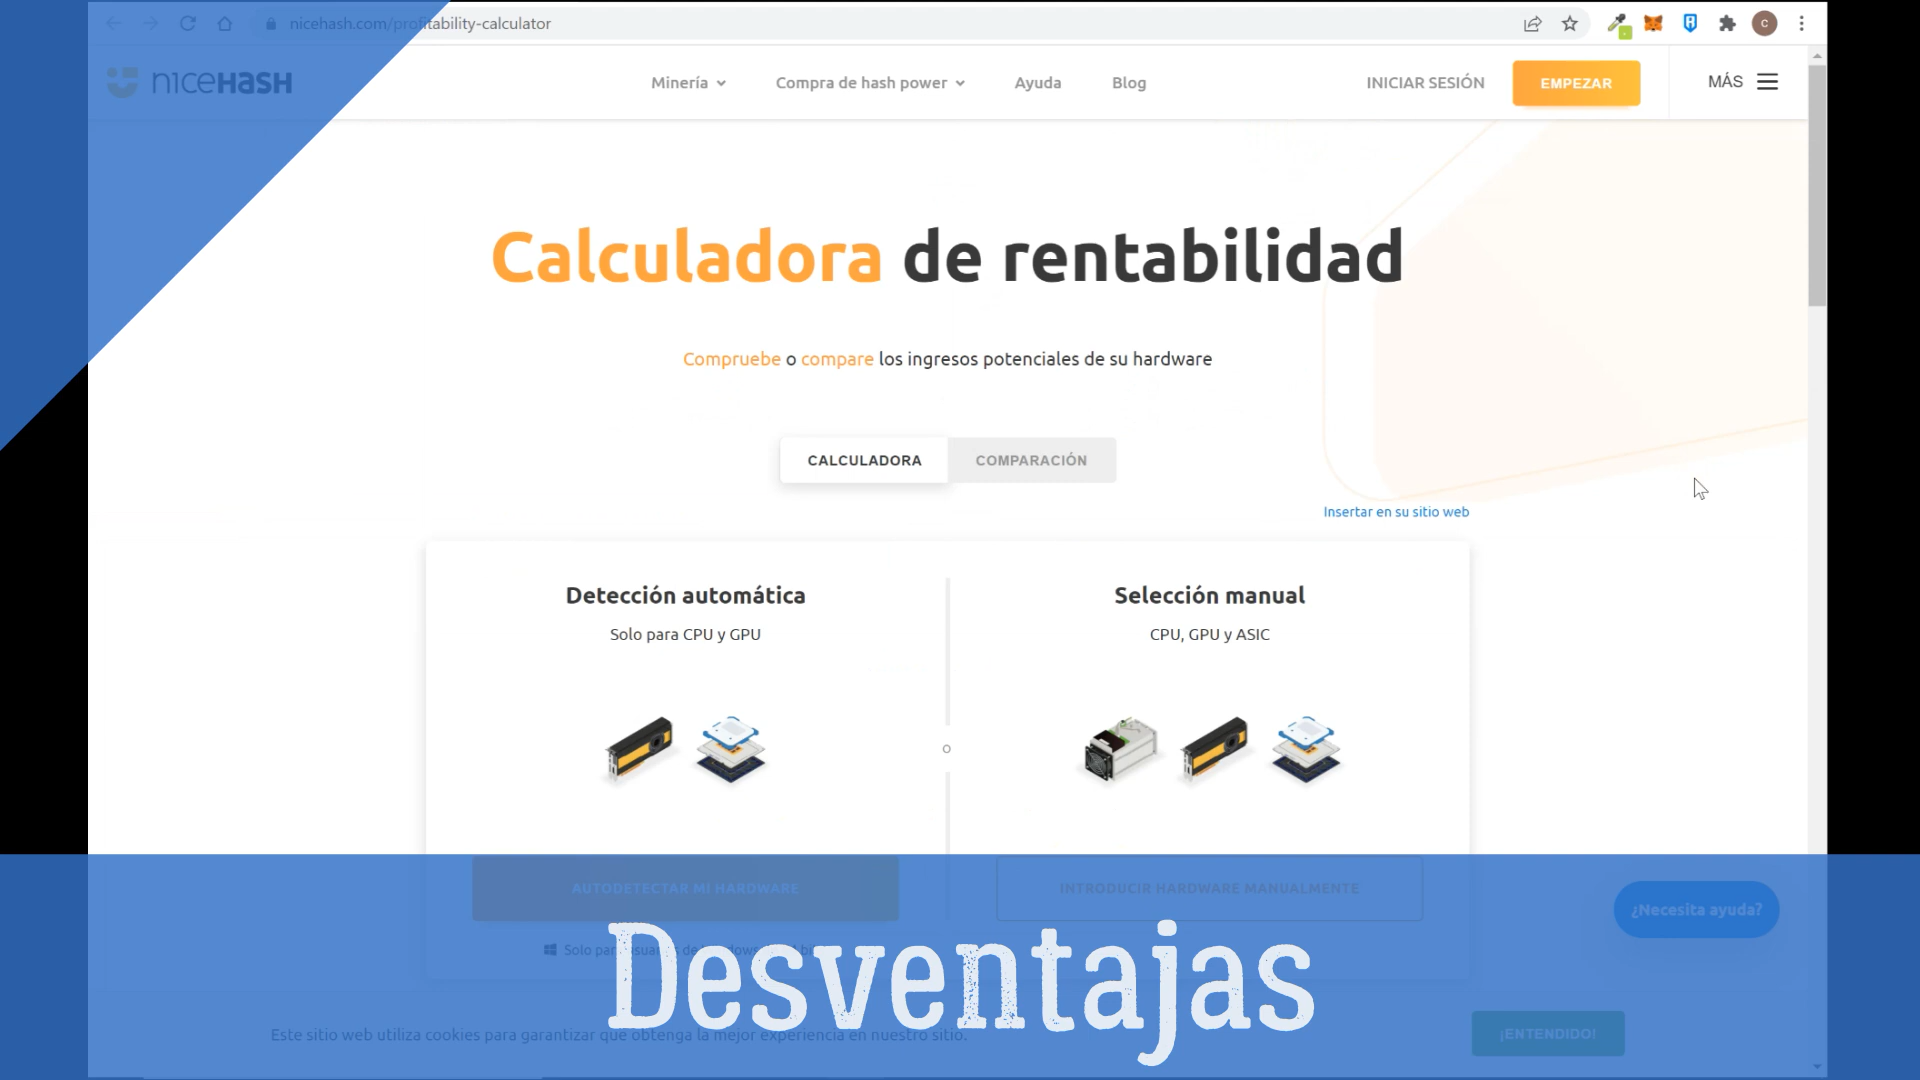 nicehash.com/profitability-calculator
C
nıceHaSH
Minería
Compra de hash power
Ayuda
Blog
INICIAR SESIÓN
EMPEZAR
MÁS
Calculadora de rentabilidad
Compruebe o compare los ingresos potenciales de su hardware
CALCULADORA
COMPARACIÓN
Insertar en su sitio web
Detección automática
Selección manual
Solo para CPU y GPU
CPU, GPU y ASIC
AUTODETECTAR MI HARDWARE
INTRODUCIR HARDWARE MANUALMENTE
¿Necesita ayuda?
Solo para
Desventajas
Este sitio web utiliza cookies para garantizar que obtenga la mejor experiencia en nuestro sitio.
¡ENTENDIDO!